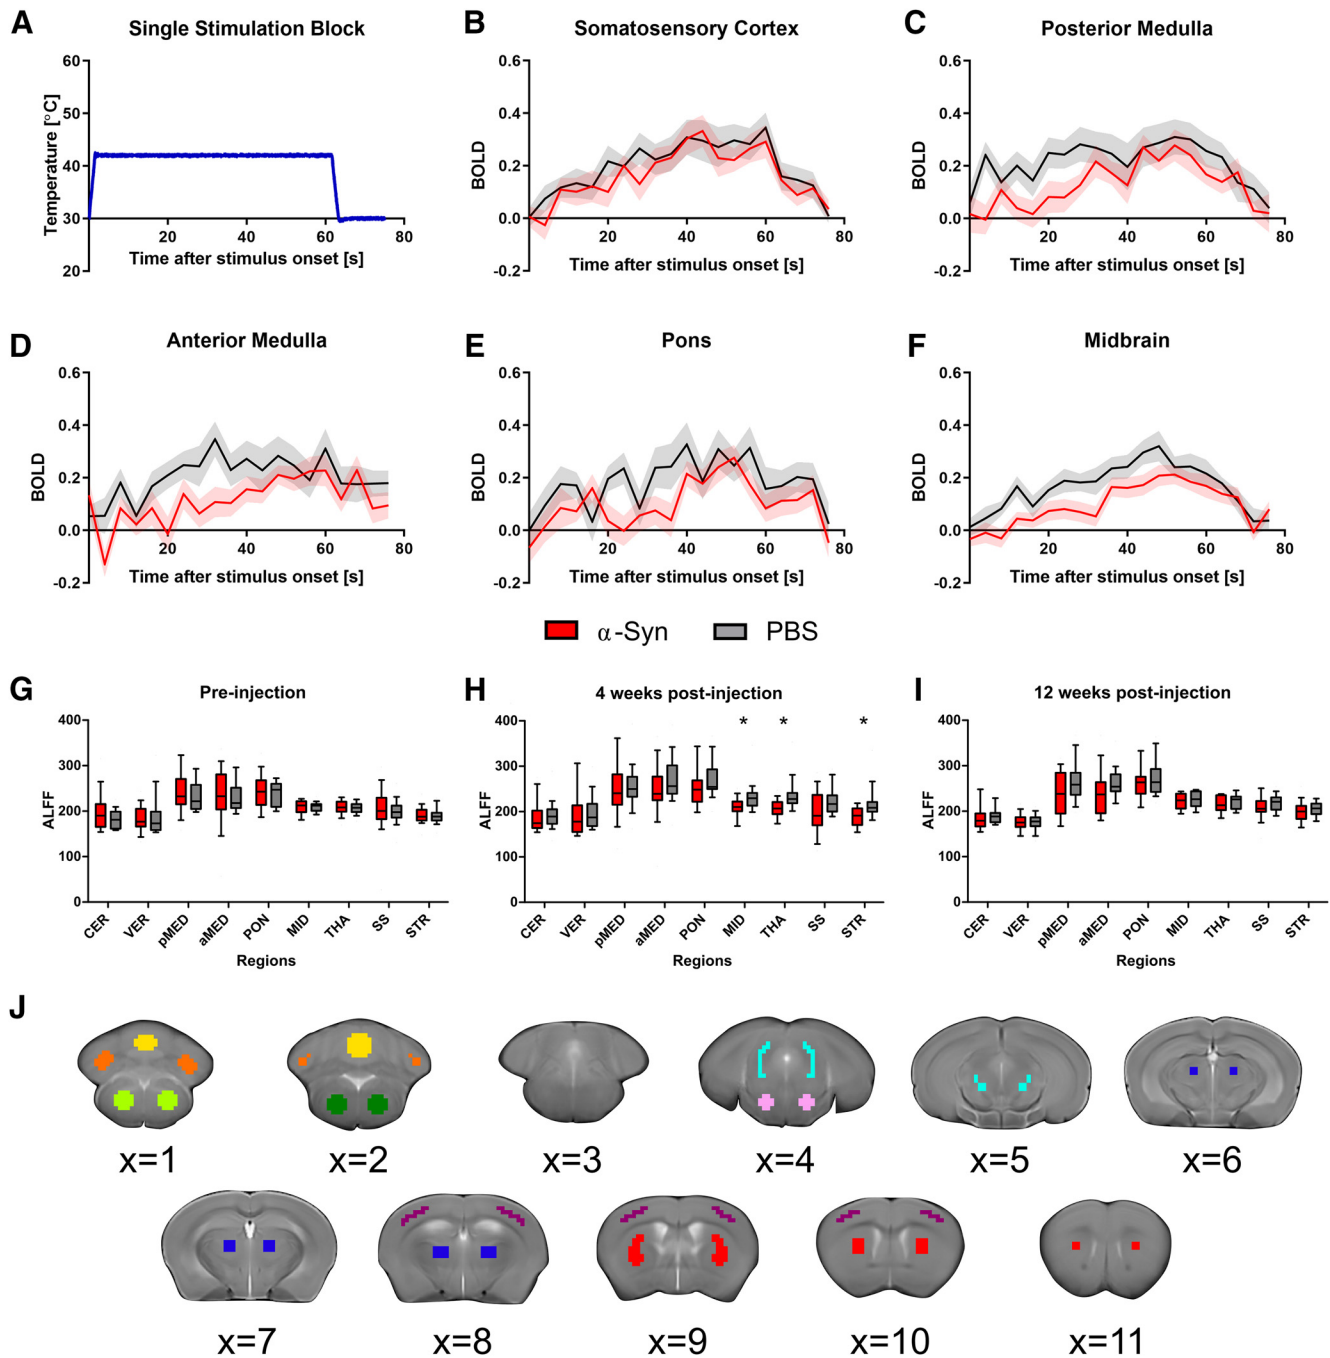 A
Single Stimulation Block
60
50
40
30
20
Temperature [°C]
20
40
60
80
Time after stimulus onset [s]
B
Somatosensory Cortex
0.6
0.4
0.2
0.0
-0.2
BOLD
20
40
60
80
Time after stimulus onset [s]
C
Posterior Medulla
0.6
0.4
0.2
0.0
-0.2
BOLD
20
40
60
80
Time after stimulus onset [s]
D
Anterior Medulla
0.6
0.4
0.2
0.0
-0.2
BOLD
20
40
60
80
Time after stimulus onset [s]
E
Pons
0.6
0.4
0.2
0.0
-0.2
BOLD
20
40
60
80
Time after stimulus onset [s]
F
Midbrain
0.6
0.4
0.2
0.0
-0.2
BOLD
20
40
60
80
Time after stimulus onset [s]
α-Syn
PBS
G
Pre-injection
400
300
200
100
0
ALFF
CER
VER
pMED
aMED
PON
MID
THA
SS
STR
Regions
H
4 weeks post-injection
400
300
200
100
0
ALFF
*
*
*
CER
VER
pMED
aMED
PON
MID
THA
SS
STR
Regions
I
12 weeks post-injection
400
300
200
100
0
ALFF
CER
VER
pMED
aMED
PON
MID
THA
SS
STR
Regions
J
x=1
x=2
x=3
x=4
x=5
x=6
x=7
x=8
x=9
x=10
x=11